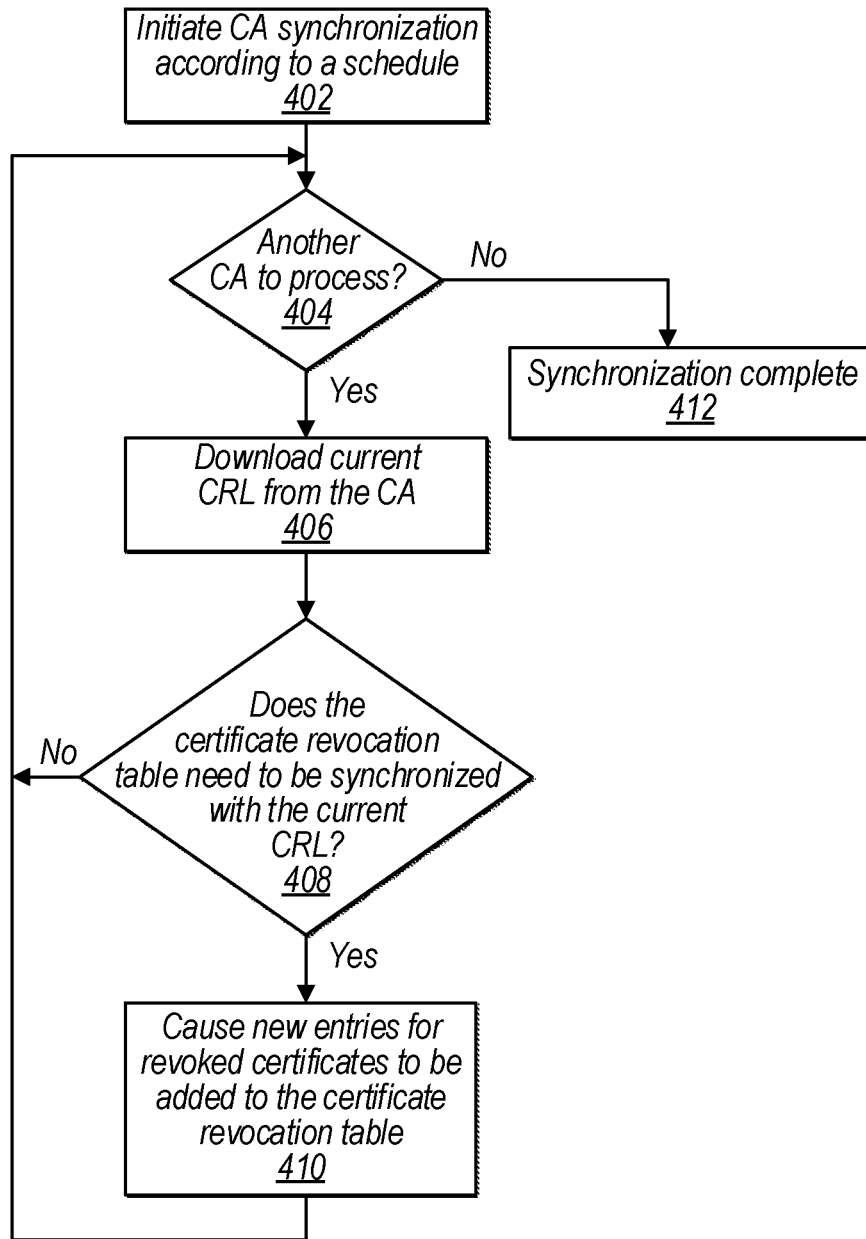 Initiate CA synchronization
according to a schedule
402
Another
CA to process?
404
No
Yes
Synchronization complete
412
Download current
CRL from the CA
406
Does the
certificate revocation
table need to be synchronized
with the current
CRL?
408
No
Yes
Cause new entries for
revoked certificates to be
added to the certificate
revocation table
410